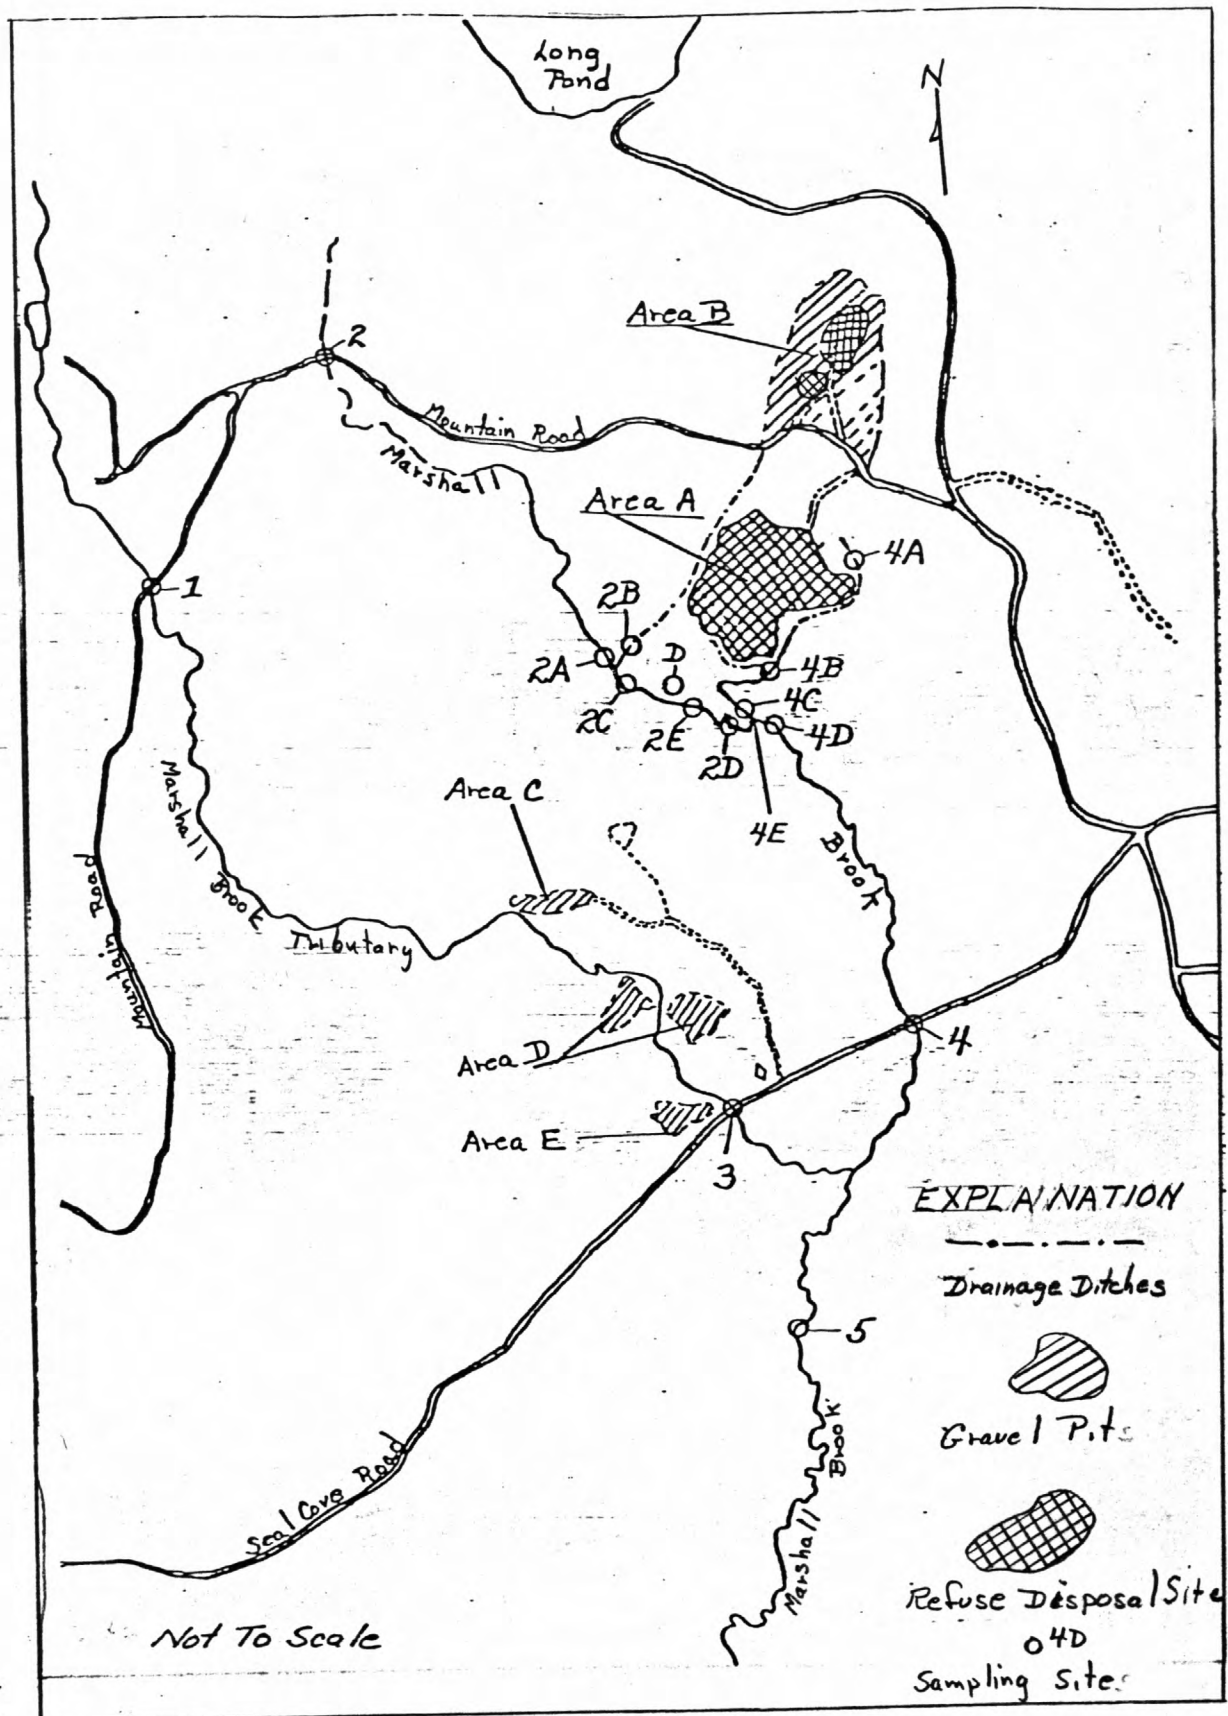 Long
Pond
N
Area B
2
Mountain Road
Marshall
Area A
4A
1
2B
2A
D
4B
2C
4C
2E
4D
2D
Marshall
Area C
4E
Brook
Mountain Road
Brook
Tributary
Area D
4
Area E
3
EXPLAINATION
Drainage Ditches
5
Gravel Pits
Brook
Seal Cove Road
Marshall
Refuse Disposal Site
Not To Scale
4D
Sampling Sites